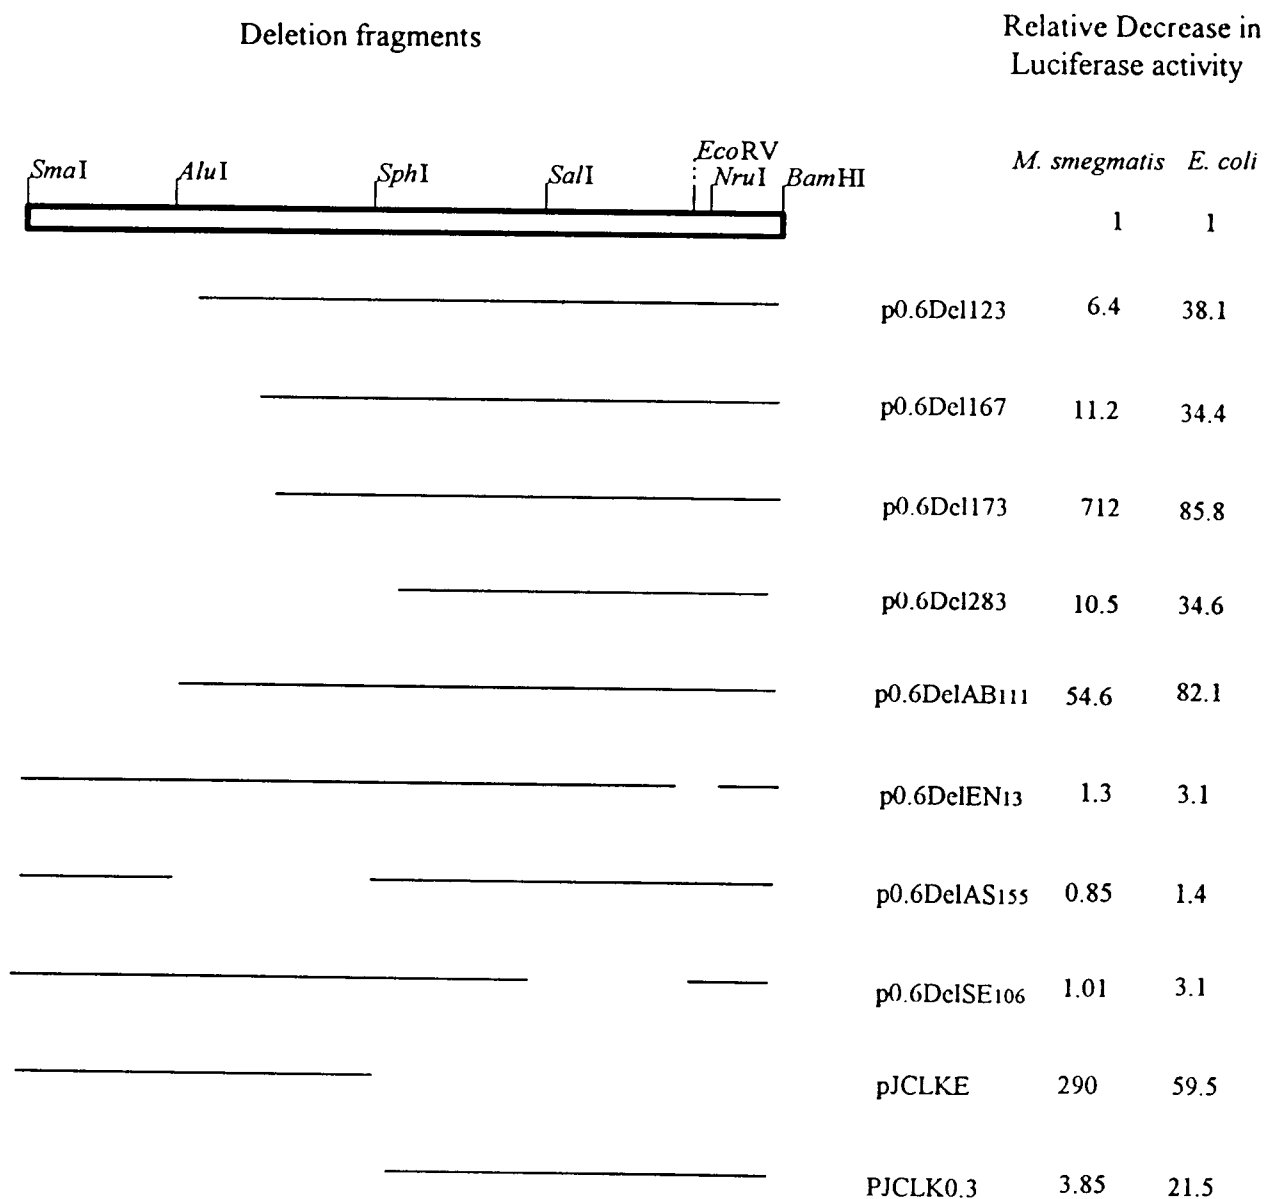 Deletion fragments
Relative Decrease in
Luciferase activity
SmaI AluI SphI SalI EcoRV NruI BamHI
M. smegmatis E. coli
1 1
p0.6Del123 6.4 38.1
p0.6Del167 11.2 34.4
p0.6Del173 712 85.8
p0.6Del283 10.5 34.6
p0.6DelAB111 54.6 82.1
p0.6DelEN13 1.3 3.1
p0.6DelAS155 0.85 1.4
p0.6DelSE106 1.01 3.1
pJCLKE 290 59.5
PJCLK0.3 3.85 21.5